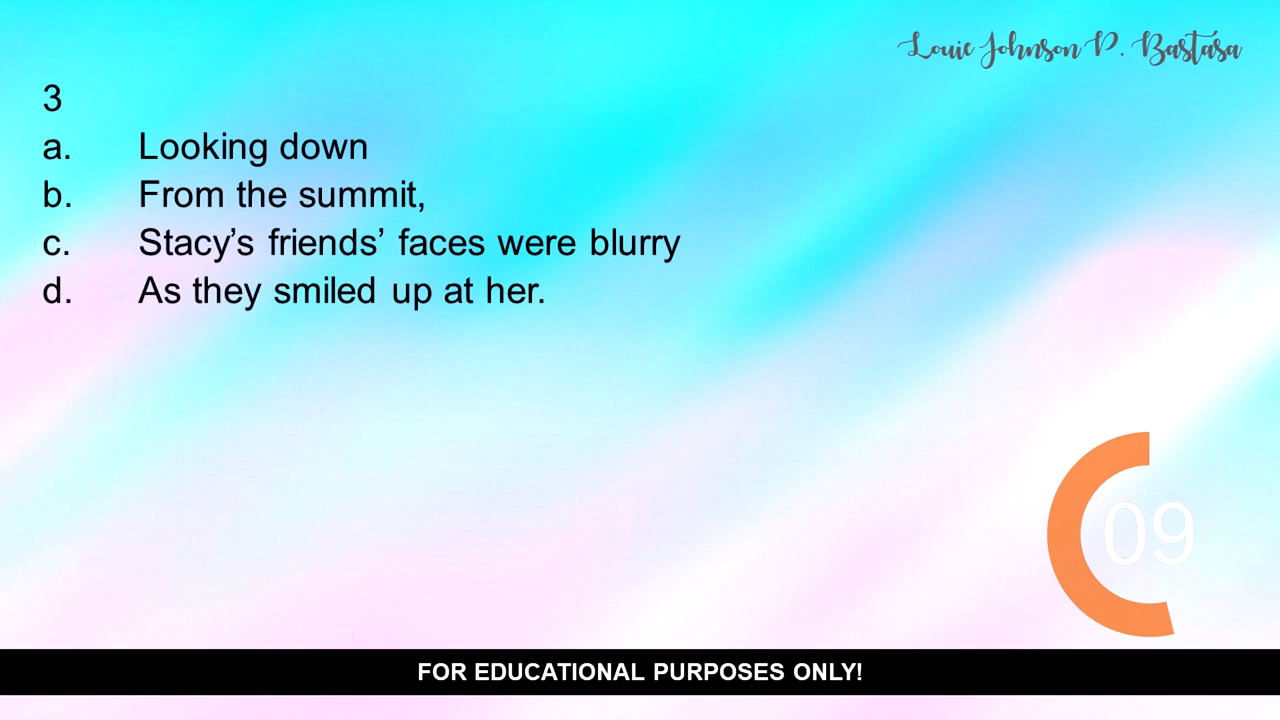 Louie Johnson P. Bastasa
3
a. Looking down
b. From the summit,
c. Stacy’s friends’ faces were blurry
d. As they smiled up at her.
09
FOR EDUCATIONAL PURPOSES ONLY!